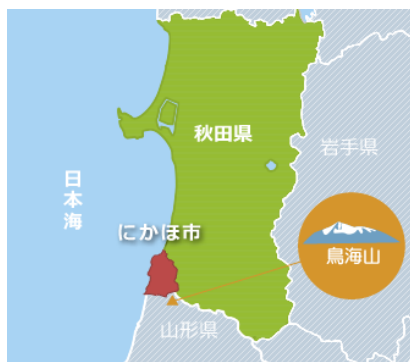 秋田県
岩手県
日本海
にかほ市
鳥海山
山形県